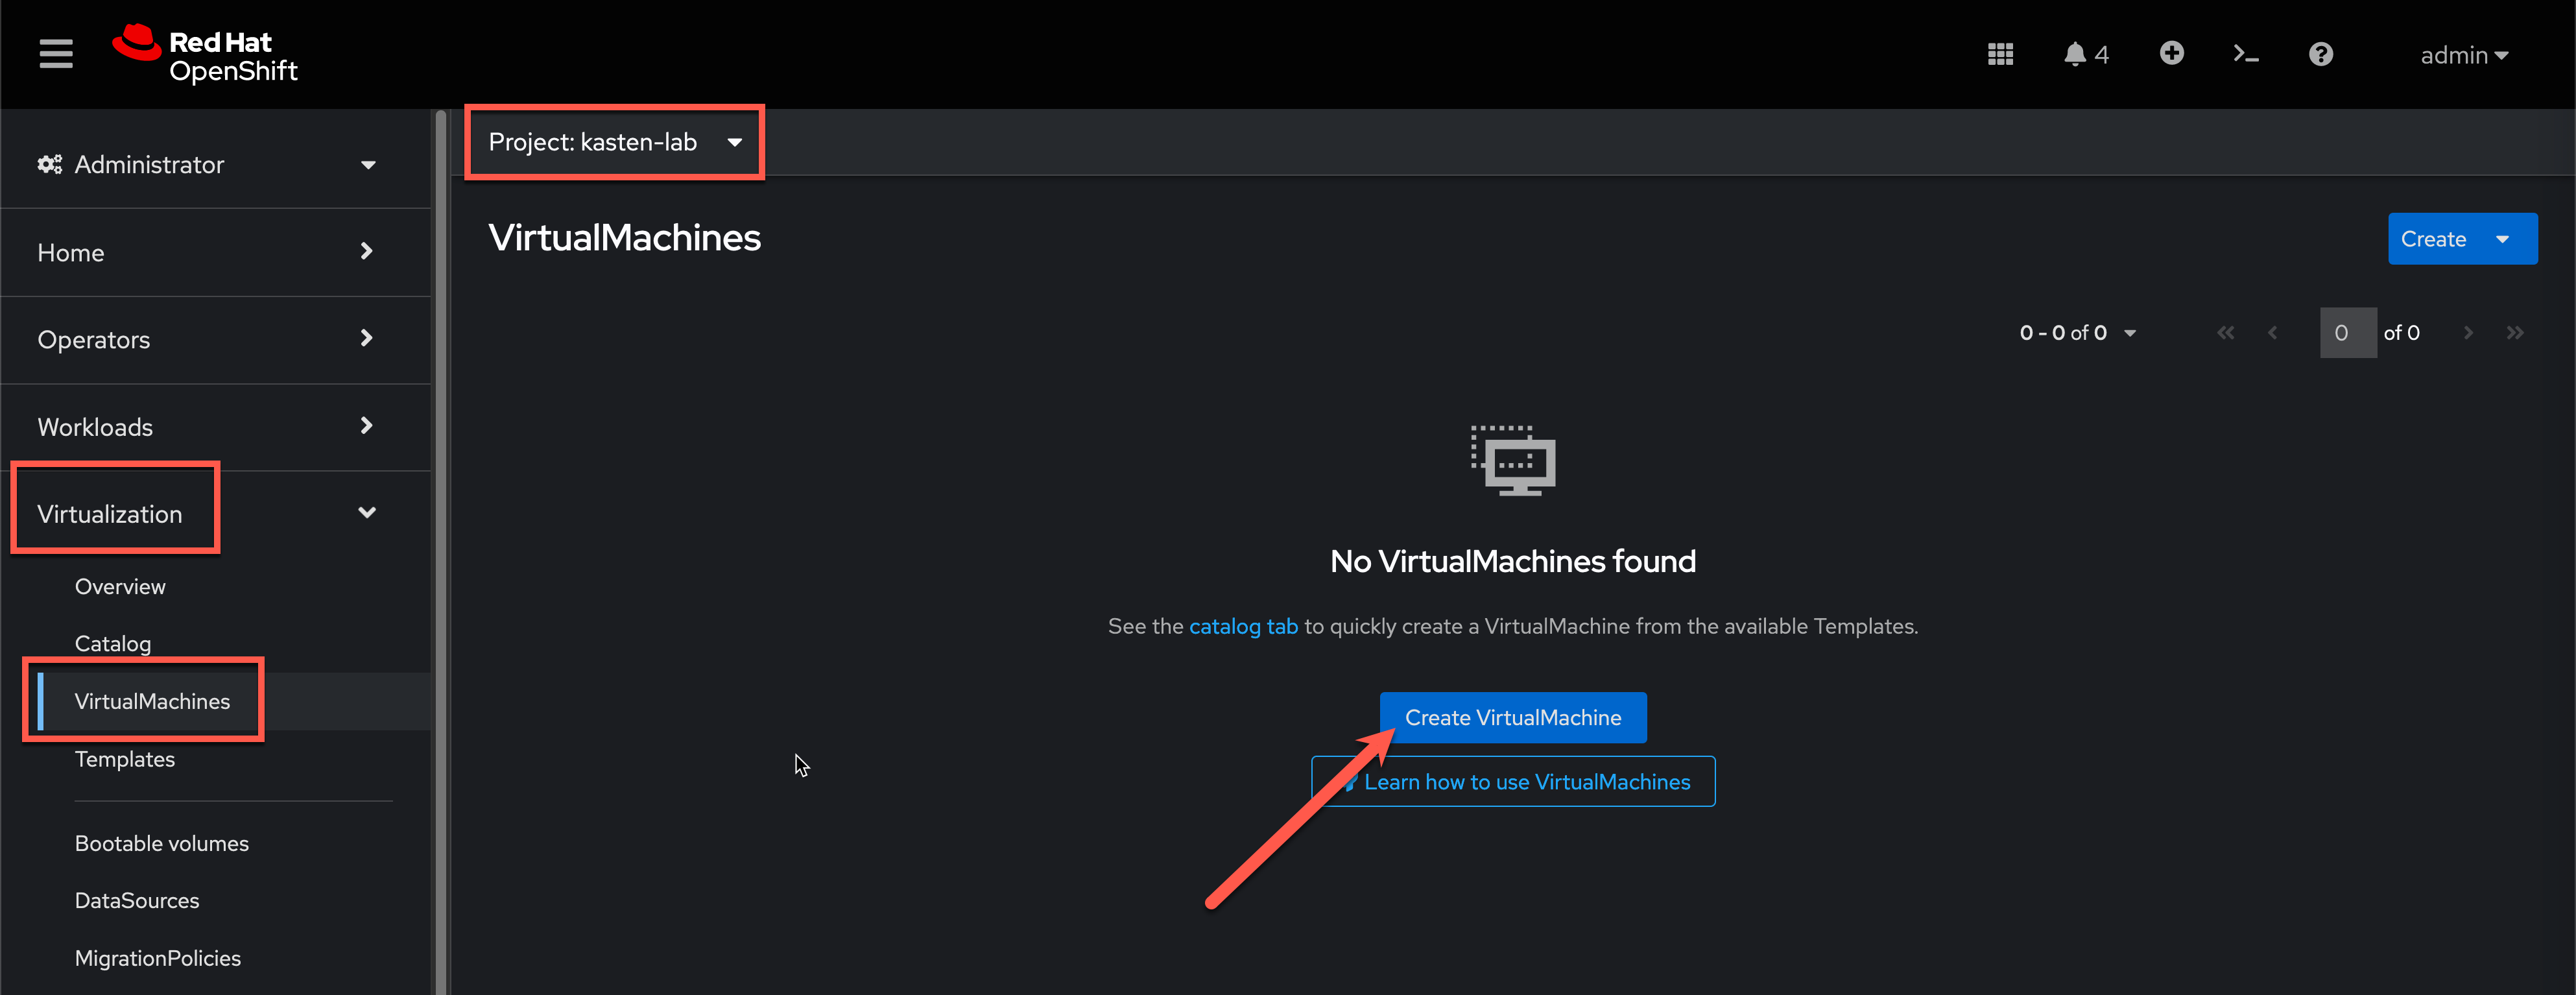 Red Hat
OpenShift
4
admin
Administrator
Home
Operators
Workloads
Virtualization
Overview
Catalog
VirtualMachines
Templates
Bootable volumes
DataSources
MigrationPolicies
Project: kasten-lab
VirtualMachines
Create
0 - 0 of 0
0 of 0
No VirtualMachines found
See the catalog tab to quickly create a VirtualMachine from the available Templates.
Create VirtualMachine
Learn how to use VirtualMachines